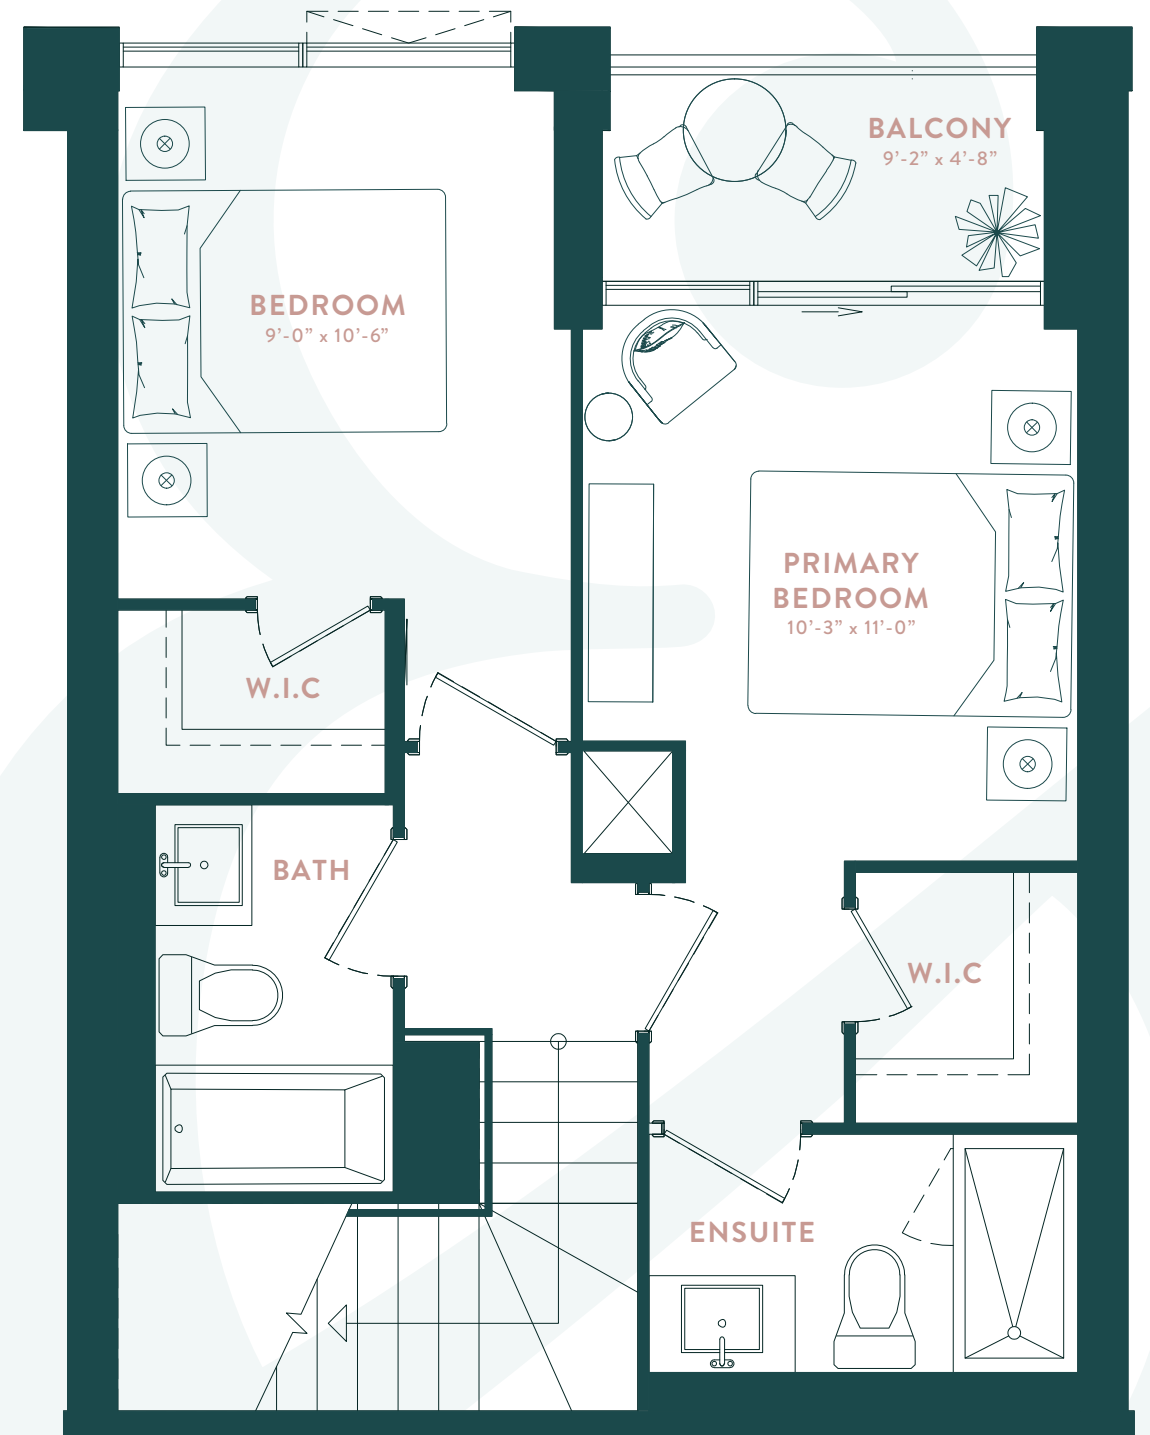 BALCONY
9’-2” x 4’-8”
BEDROOM
9’-0” x 10’-6”
PRIMARY
BEDROOM
10’-3” x 11’-0”
W.I.C
BATH
W.I.C
ENSUITE